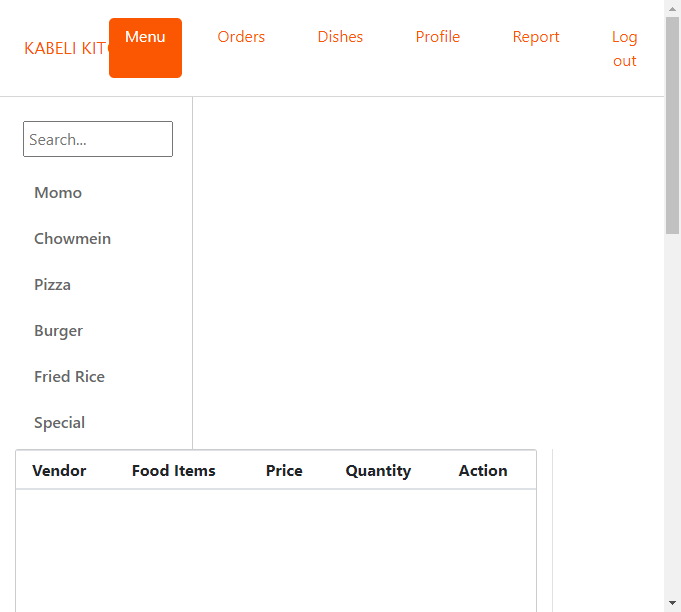 KABELI KIT
Menu
Orders
Dishes
Profile
Report
Log
out
Search...
Momo
Chowmein
Pizza
Burger
Fried Rice
Special
Vendor Food Items Price Quantity Action